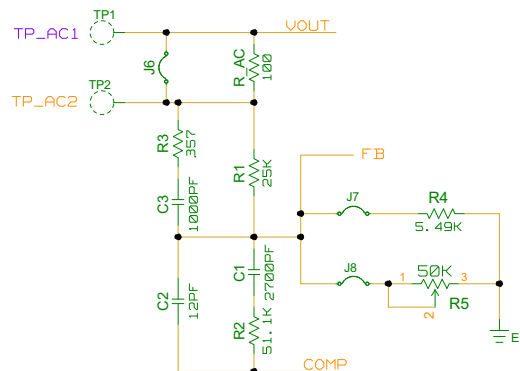 TP1
TP_AC1
VOUT
J6
R_AC
100
TP2
TP_AC2
R3
357
R1
25K
FB
C3
1000PF
J7
R4
5.49K
C2
12PF
C1
2700PF
J8
50K
1
3
2
R5
R2
51.1K
E
COMP